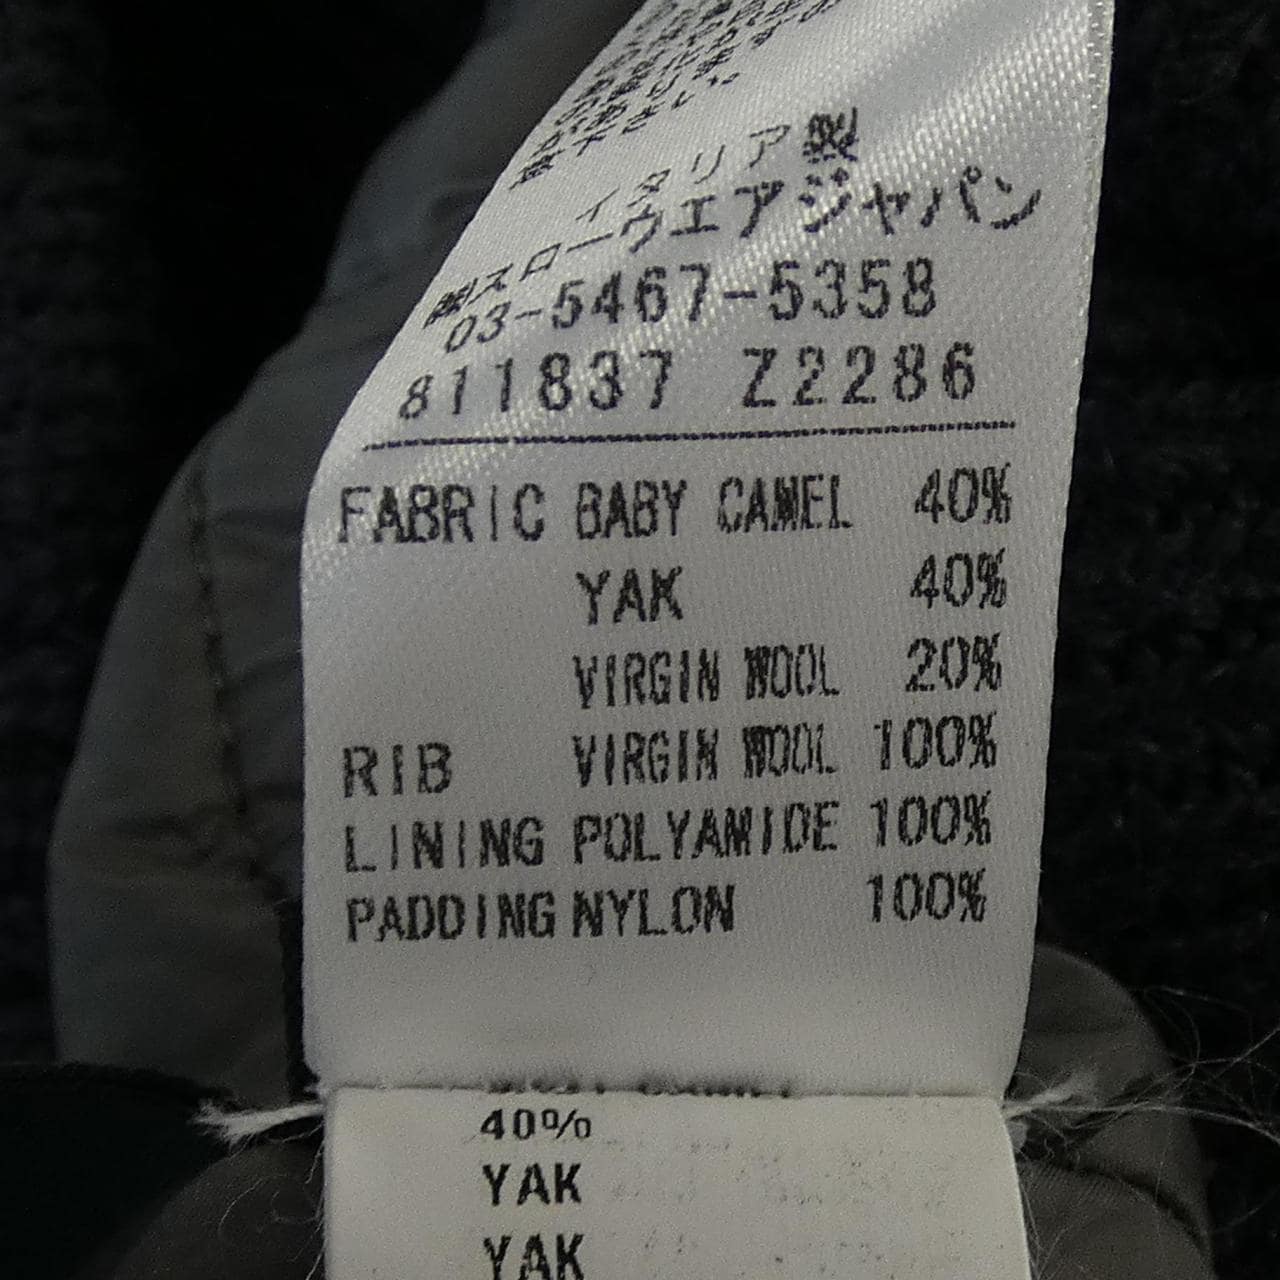 イタリア製
㈱スローウエアジャパン
03-5467-5358
811837 Z2286
FABRIC BABY CAMEL 40%
YAK 40%
VIRGIN WOOL 20%
RIB VIRGIN WOOL 100%
LINING POLYAMIDE 100%
PADDING NYLON 100%
40%
YAK
YAK